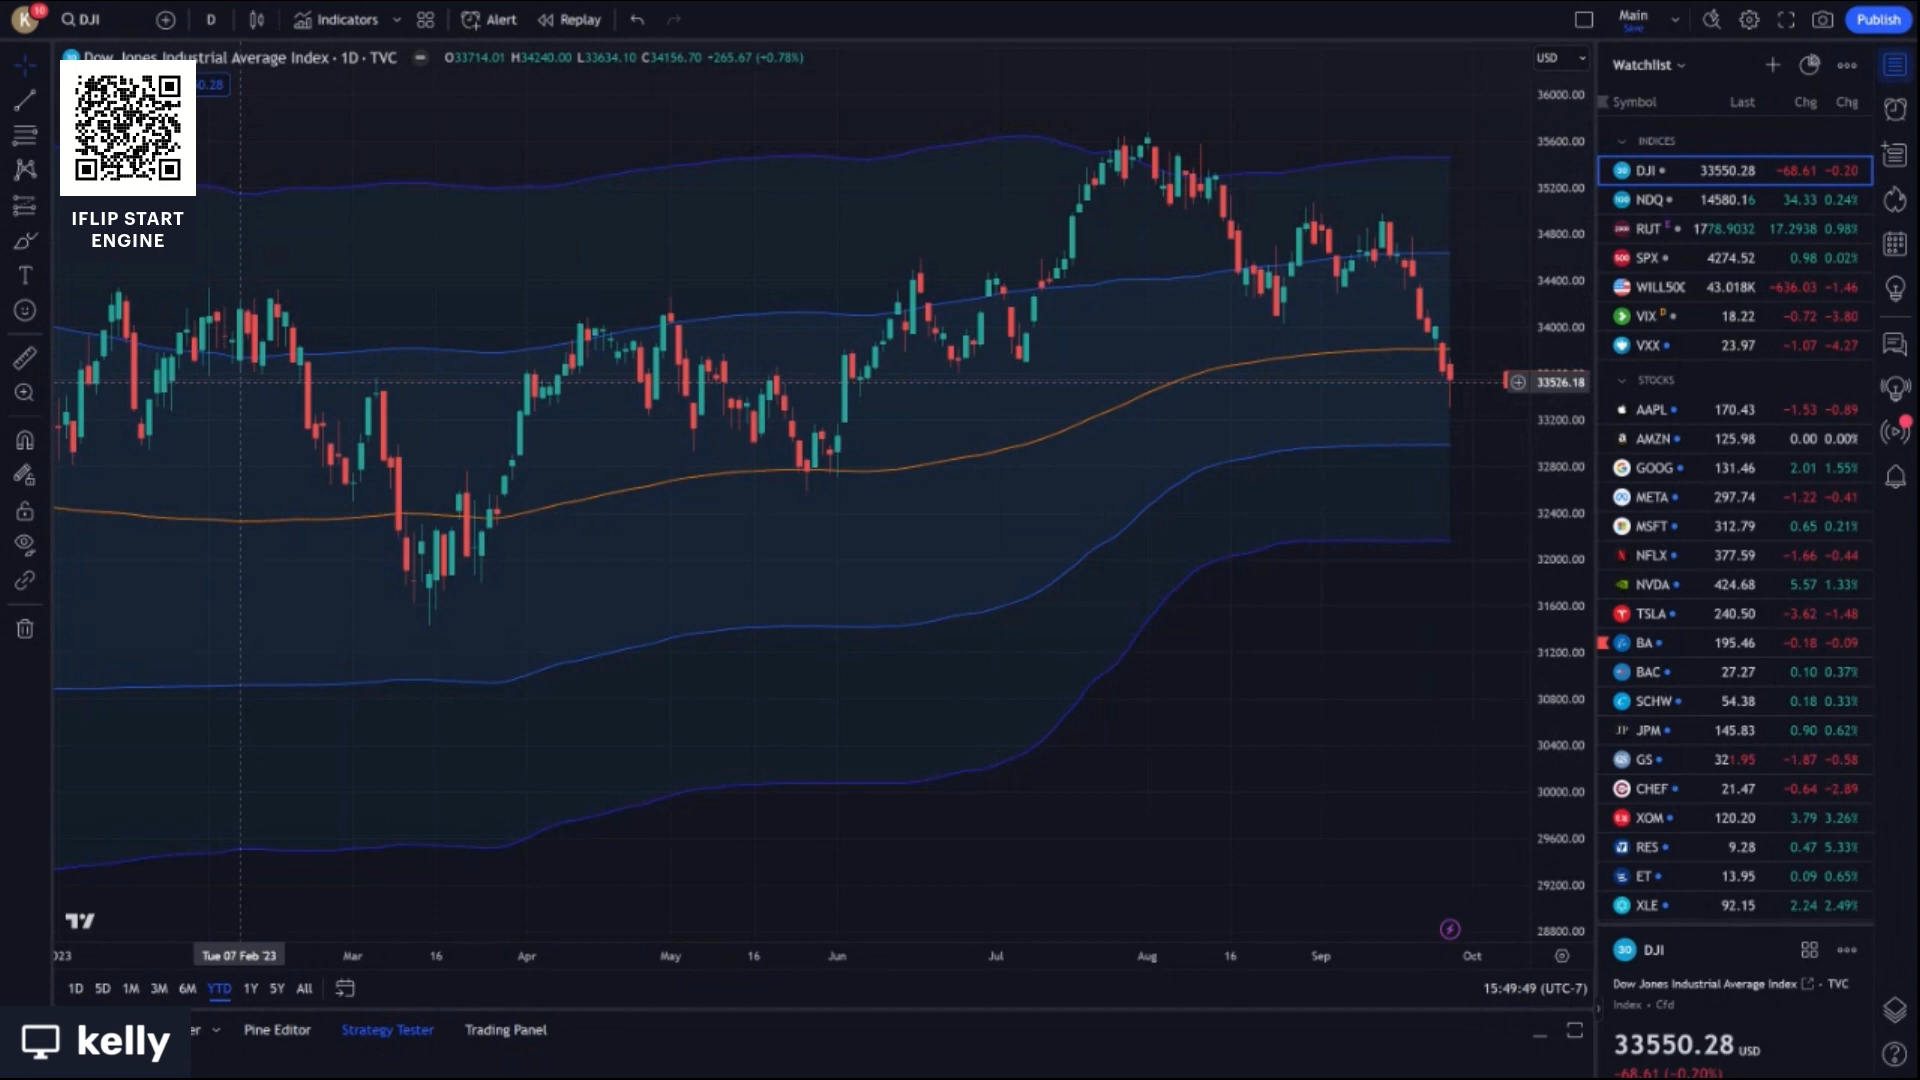 K 10 DJI D Indicators Alert Replay Main Save Publish
Dow Jones Industrial Average Index · 1D · TVC O33714.01 H34240.00 L33634.10 C34156.70 +265.67 (+0.78%) USD
0.28
IFLIP START
ENGINE
36000.00
35600.00
35200.00
34800.00
34400.00
34000.00
33526.18
33200.00
32800.00
32400.00
32000.00
31600.00
31200.00
30800.00
30400.00
30000.00
29600.00
29200.00
28800.00
023 Tue 07 Feb '23 Mar 16 Apr May 16 Jun Jul Aug 16 Sep Oct
1D 5D 1M 3M 6M YTD 1Y 5Y All 15:49:49 (UTC-7)
kelly er Pine Editor Strategy Tester Trading Panel
Watchlist
Symbol Last Chg Chg
INDICES
DJI 33550.28 −68.61 −0.20
NDQ 14580.16 34.33 0.24%
RUT E 1778.9032 17.2938 0.98%
SPX 4274.52 0.98 0.02%
WILL50C 43.018K −636.03 −1.46
VIX D 18.22 −0.72 −3.80
VXX 23.97 −1.07 −4.27
STOCKS
AAPL 170.43 −1.53 −0.89
AMZN 125.98 0.00 0.00%
GOOG 131.46 2.01 1.55%
META 297.74 −1.22 −0.41
MSFT 312.79 0.65 0.21%
NFLX 377.59 −1.66 −0.44
NVDA 424.68 5.57 1.33%
TSLA 240.50 −3.62 −1.48
BA 195.46 −0.18 −0.09
BAC 27.27 0.10 0.37%
SCHW 54.38 0.18 0.33%
JPM 145.83 0.90 0.62%
GS 321.95 −1.87 −0.58
CHEF 21.47 −0.64 −2.89
XOM 120.20 3.79 3.26%
RES 9.28 0.47 5.33%
ET 13.95 0.09 0.65%
XLE 92.15 2.24 2.49%
30 DJI
Dow Jones Industrial Average Index · TVC
Index · Cfd
33550.28 USD
−68.61 (−0.20%)